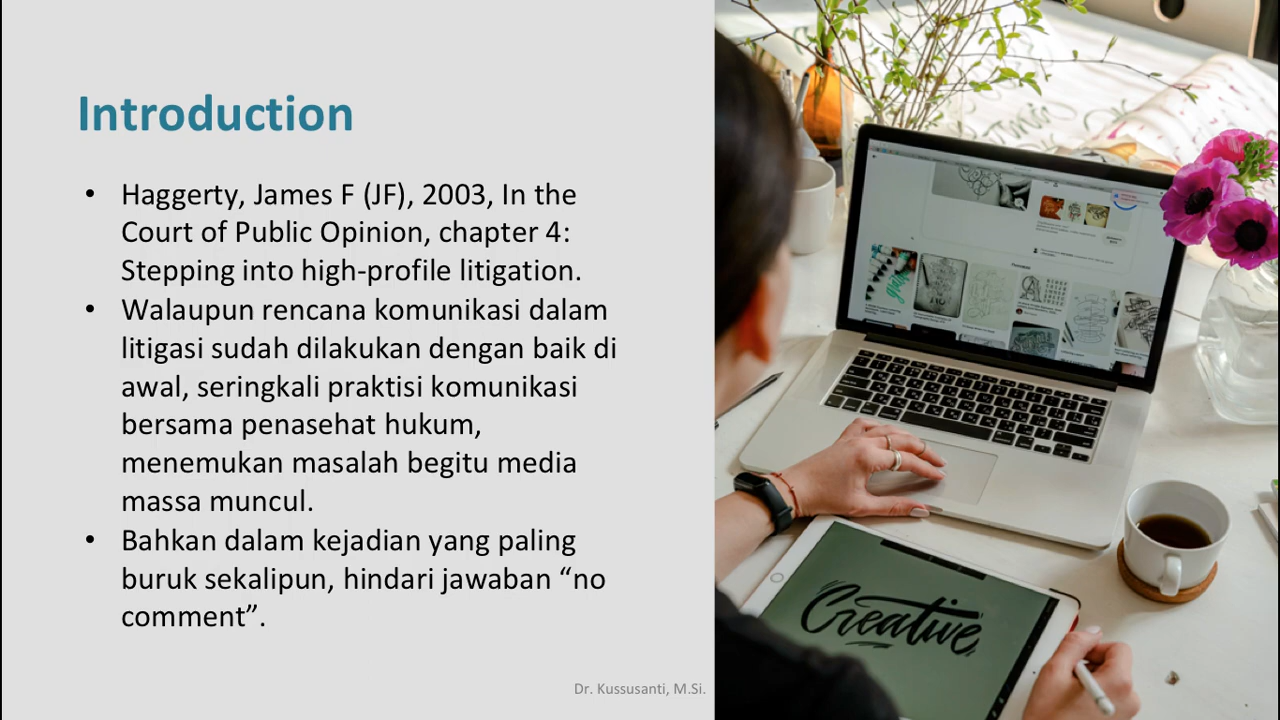 Introduction
• Haggerty, James F (JF), 2003, In the
Court of Public Opinion, chapter 4:
Stepping into high-profile litigation.
• Walaupun rencana komunikasi dalam
litigasi sudah dilakukan dengan baik di
awal, seringkali praktisi komunikasi
bersama penasehat hukum,
menemukan masalah begitu media
massa muncul.
• Bahkan dalam kejadian yang paling
buruk sekalipun, hindari jawaban “no
comment”.
Dr. Kussusanti, M.Si.
Creative